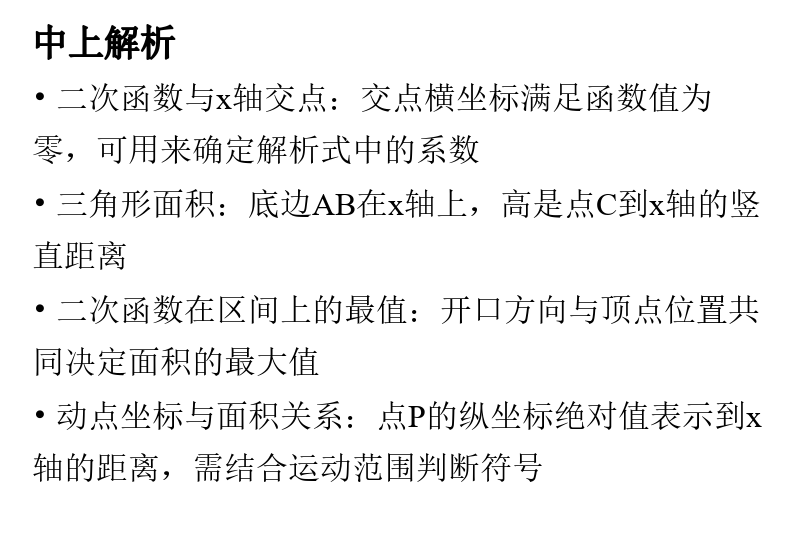 中上解析
• 二次函数与x轴交点：交点横坐标满足函数值为
零，可用来确定解析式中的系数
• 三角形面积：底边AB在x轴上，高是点C到x轴的竖
直距离
• 二次函数在区间上的最值：开口方向与顶点位置共
同决定面积的最大值
• 动点坐标与面积关系：点P的纵坐标绝对值表示到x
轴的距离，需结合运动范围判断符号